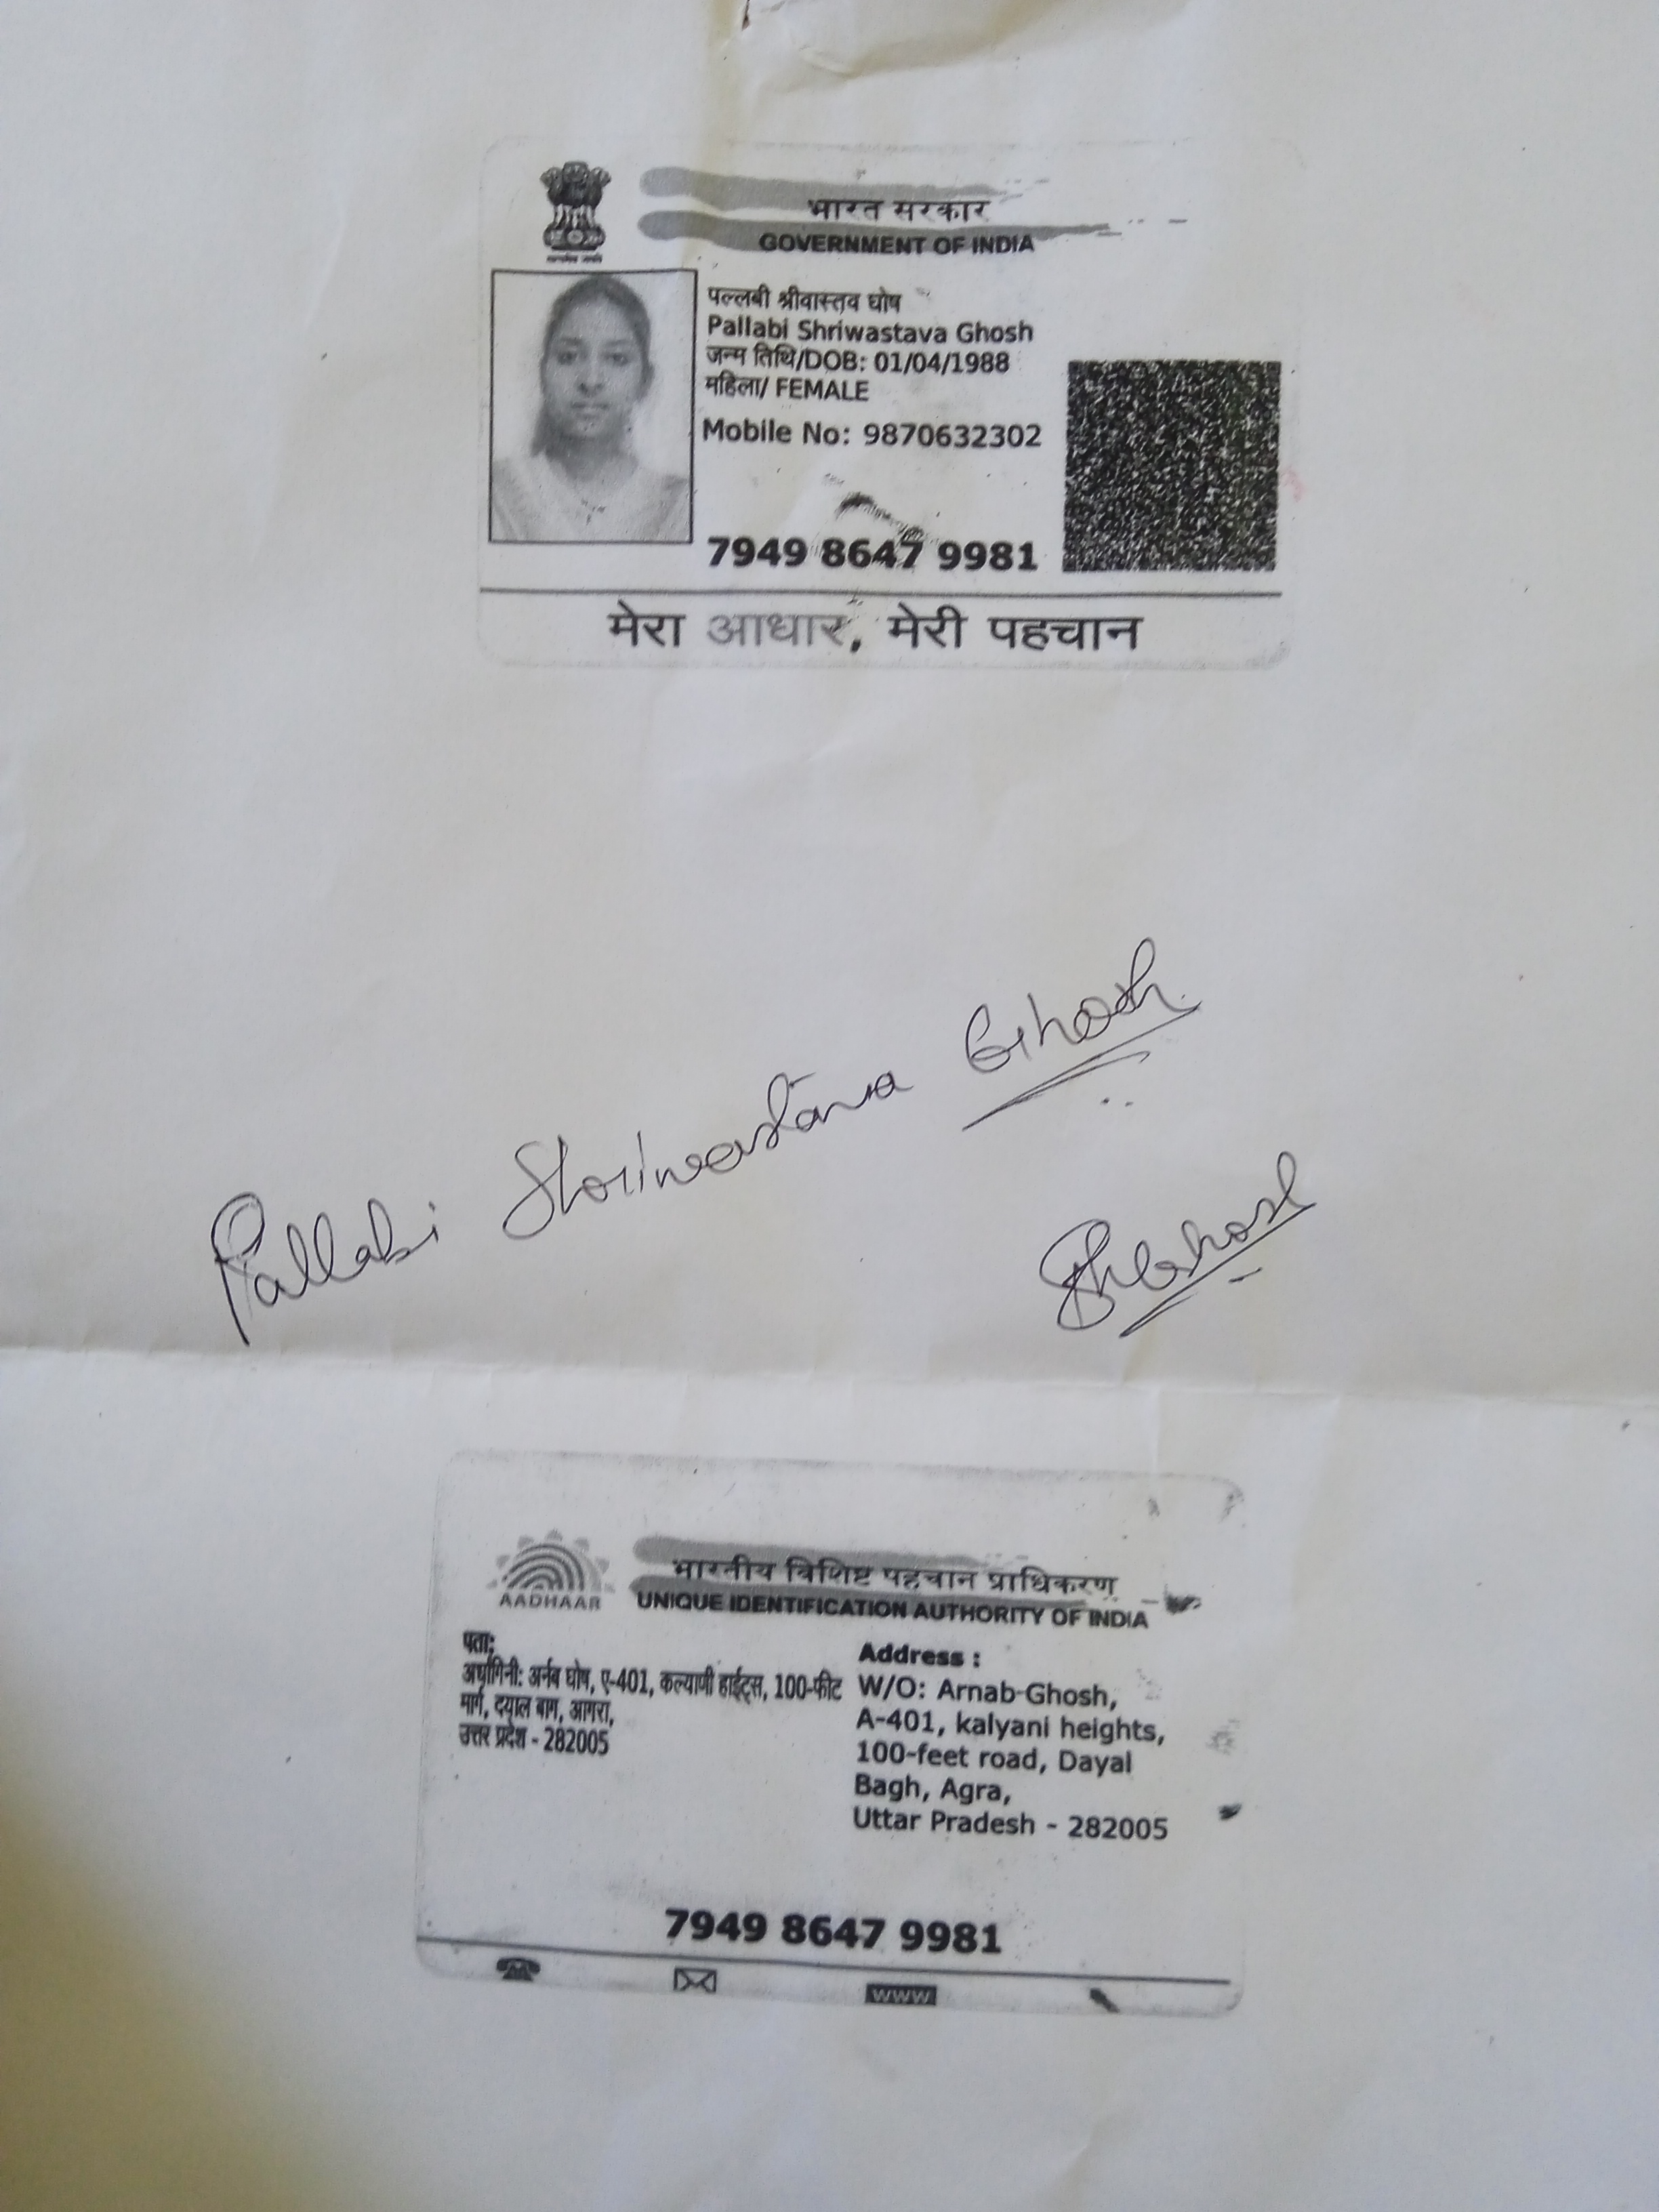 भारत सरकार
GOVERNMENT OF INDIA
पल्लबी श्रीवास्तव घोष
Pallabi Shriwastava Ghosh
जन्म तिथि/DOB: 01/04/1988
महिला/ FEMALE
Mobile No: 9870632302
7949 8647 9981
मेरा आधार, मेरी पहचान
Pallabi Shriwastava Ghosh
भारतीय विशिष्ट पहचान प्राधिकरण
AADHAAR
UNIQUE IDENTIFICATION AUTHORITY OF INDIA
पता:
अर्धांगिनी: अर्नब घोष, ए-401, कल्याणी हाईट्स, 100-फीट
मार्ग, दयाल बाग, आगरा,
उत्तर प्रदेश - 282005
Address :
W/O: Arnab Ghosh,
A-401, kalyani heights,
100-feet road, Dayal
Bagh, Agra,
Uttar Pradesh - 282005
7949 8647 9981
www